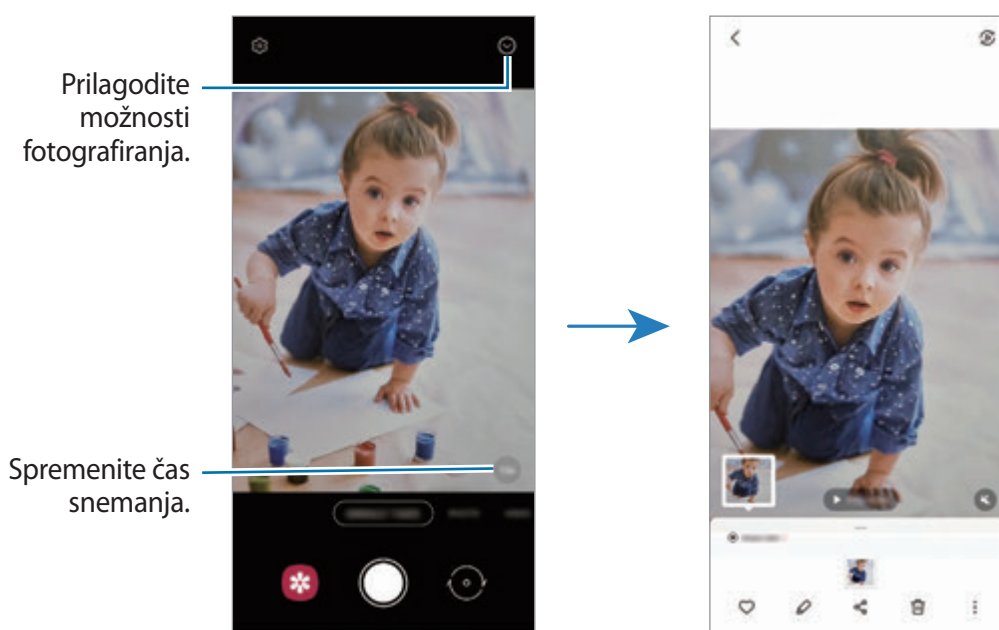 Prilagodite
možnosti
fotografiranja.
Spremenite čas
snemanja.